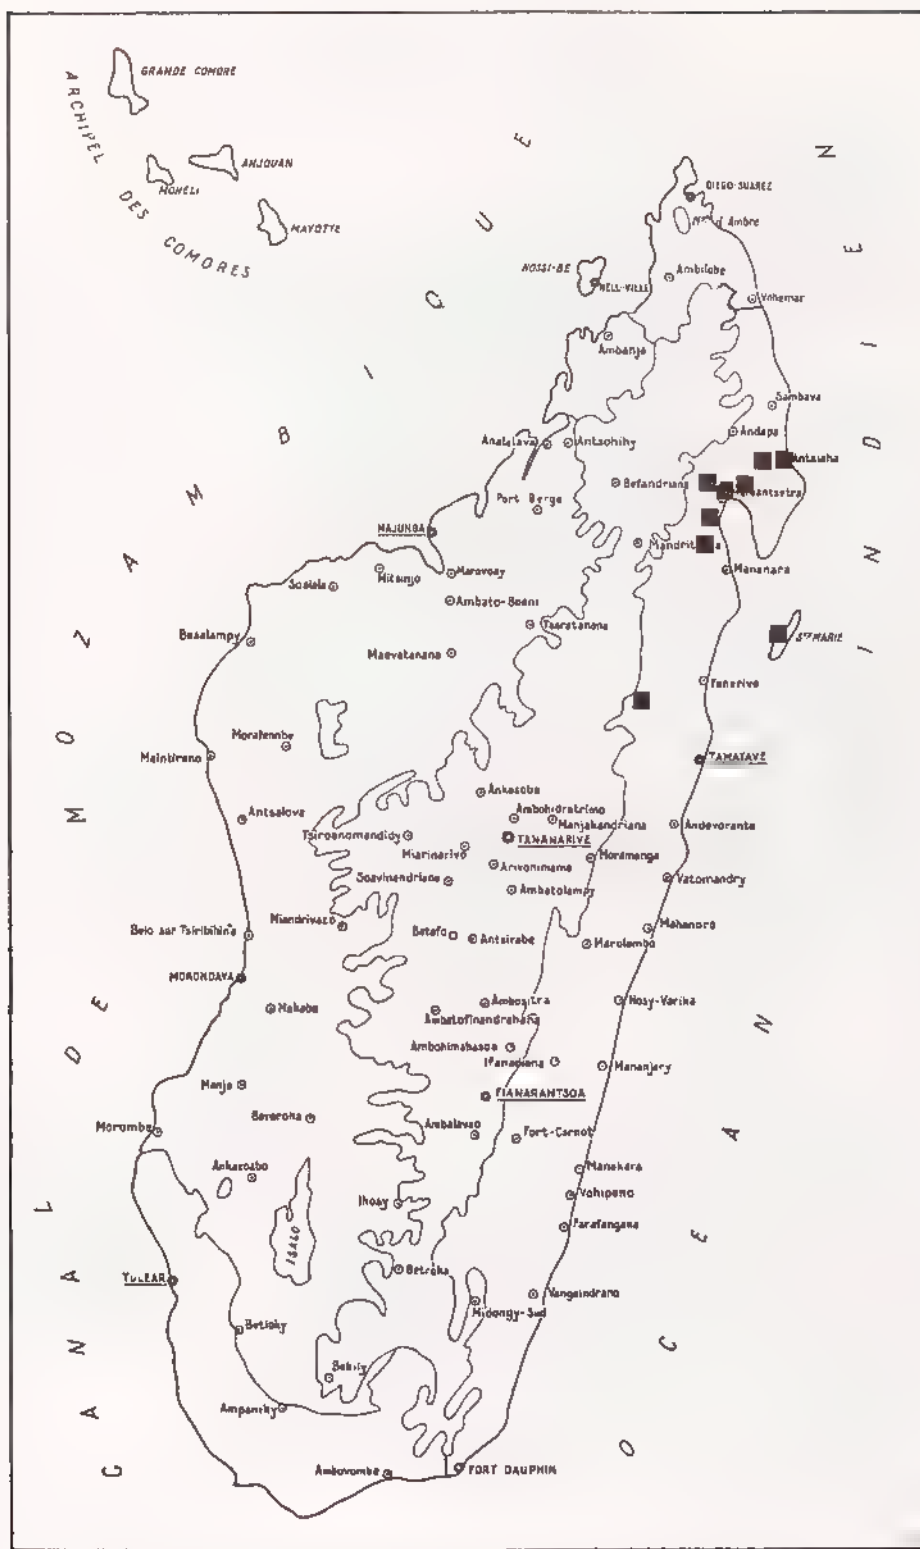 GRANDE COMORE
ARCHIPEL DES COMORES
ANJOUAN
MOHELI
MAYOTTE
CANAL DE MOZAMBIQUE
OCEAN INDIEN
DIEGO-SUAREZ
d'Ambre
NOSSI-BE
HELL-VILLE
Ambilobe
Vohemar
Ambanja
Sambava
Andapa
Analalava
Antsohihy
Antalaha
Befandriana
Port Berge
MAJUNGA
Mananara
Marovoay
Mitsinjo
Soalala
Ambato-Boeni
Tsaratanana
Besalampy
Maevatanana
Ste MARIE
Fenerive
Morafenobe
Maintirano
TAMATAVE
Ankazobe
Ambohidratrimo
Manjakandriana
Andevorante
Antsalova
Tsiroanomandidy
TANANARIVE
Miarinarivo
Moramanga
Arivonimamo
Soavinandriana
Ambatolampy
Vatomandry
Miandrivazo
Mahanoro
Belo sur Tsiribihina
Betafo
Antsirabe
Marolambo
MORONDAVA
Mahabo
Ambositra
Ambatofinandrahana
Nosy-Varika
Ambohimahasoa
Ifanadiana
Mananjary
Manja
FIANARANTSOA
Beroroha
Morombe
Ambalavao
Fort-Carnot
Ankazoabo
Manakara
Vohipeno
Ihosy
Farafangana
ISALO
Betroka
TULEAR
Vangaindrano
Midongy-Sud
Betioky
Bekily
Ampanihy
Ambovombe
FORT DAUPHIN